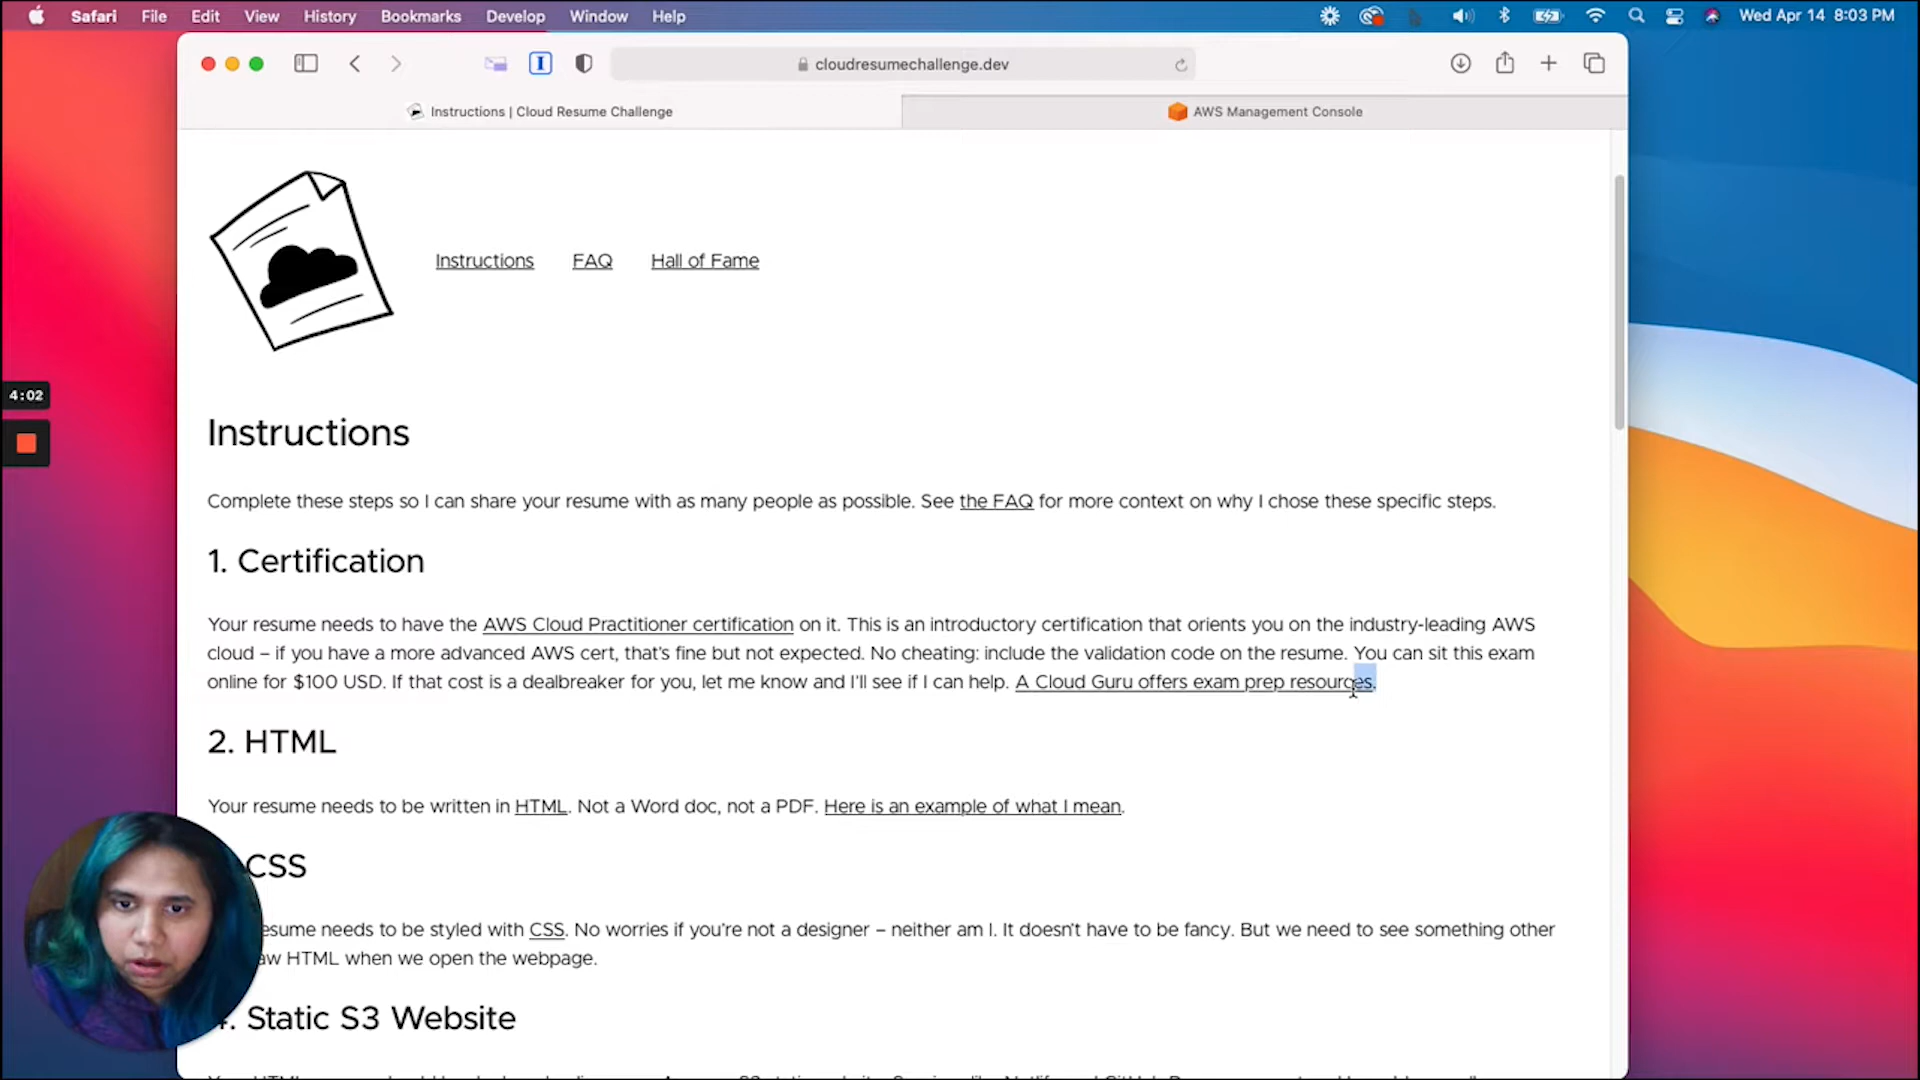 Safari File Edit View History Bookmarks Develop Window Help Wed Apr 14 8:03 PM
cloudresumechallenge.dev
Instructions | Cloud Resume Challenge AWS Management Console
Instructions FAQ Hall of Fame
4:02
Instructions
Complete these steps so I can share your resume with as many people as possible. See the FAQ for more context on why I chose these specific steps.
1. Certification
Your resume needs to have the AWS Cloud Practitioner certification on it. This is an introductory certification that orients you on the industry-leading AWS
cloud – if you have a more advanced AWS cert, that's fine but not expected. No cheating: include the validation code on the resume. You can sit this exam
online for $100 USD. If that cost is a dealbreaker for you, let me know and I'll see if I can help. A Cloud Guru offers exam prep resources.
2. HTML
Your resume needs to be written in HTML. Not a Word doc, not a PDF. Here is an example of what I mean.
CSS
esume needs to be styled with CSS. No worries if you're not a designer – neither am I. It doesn't have to be fancy. But we need to see something other
aw HTML when we open the webpage.
4. Static S3 Website